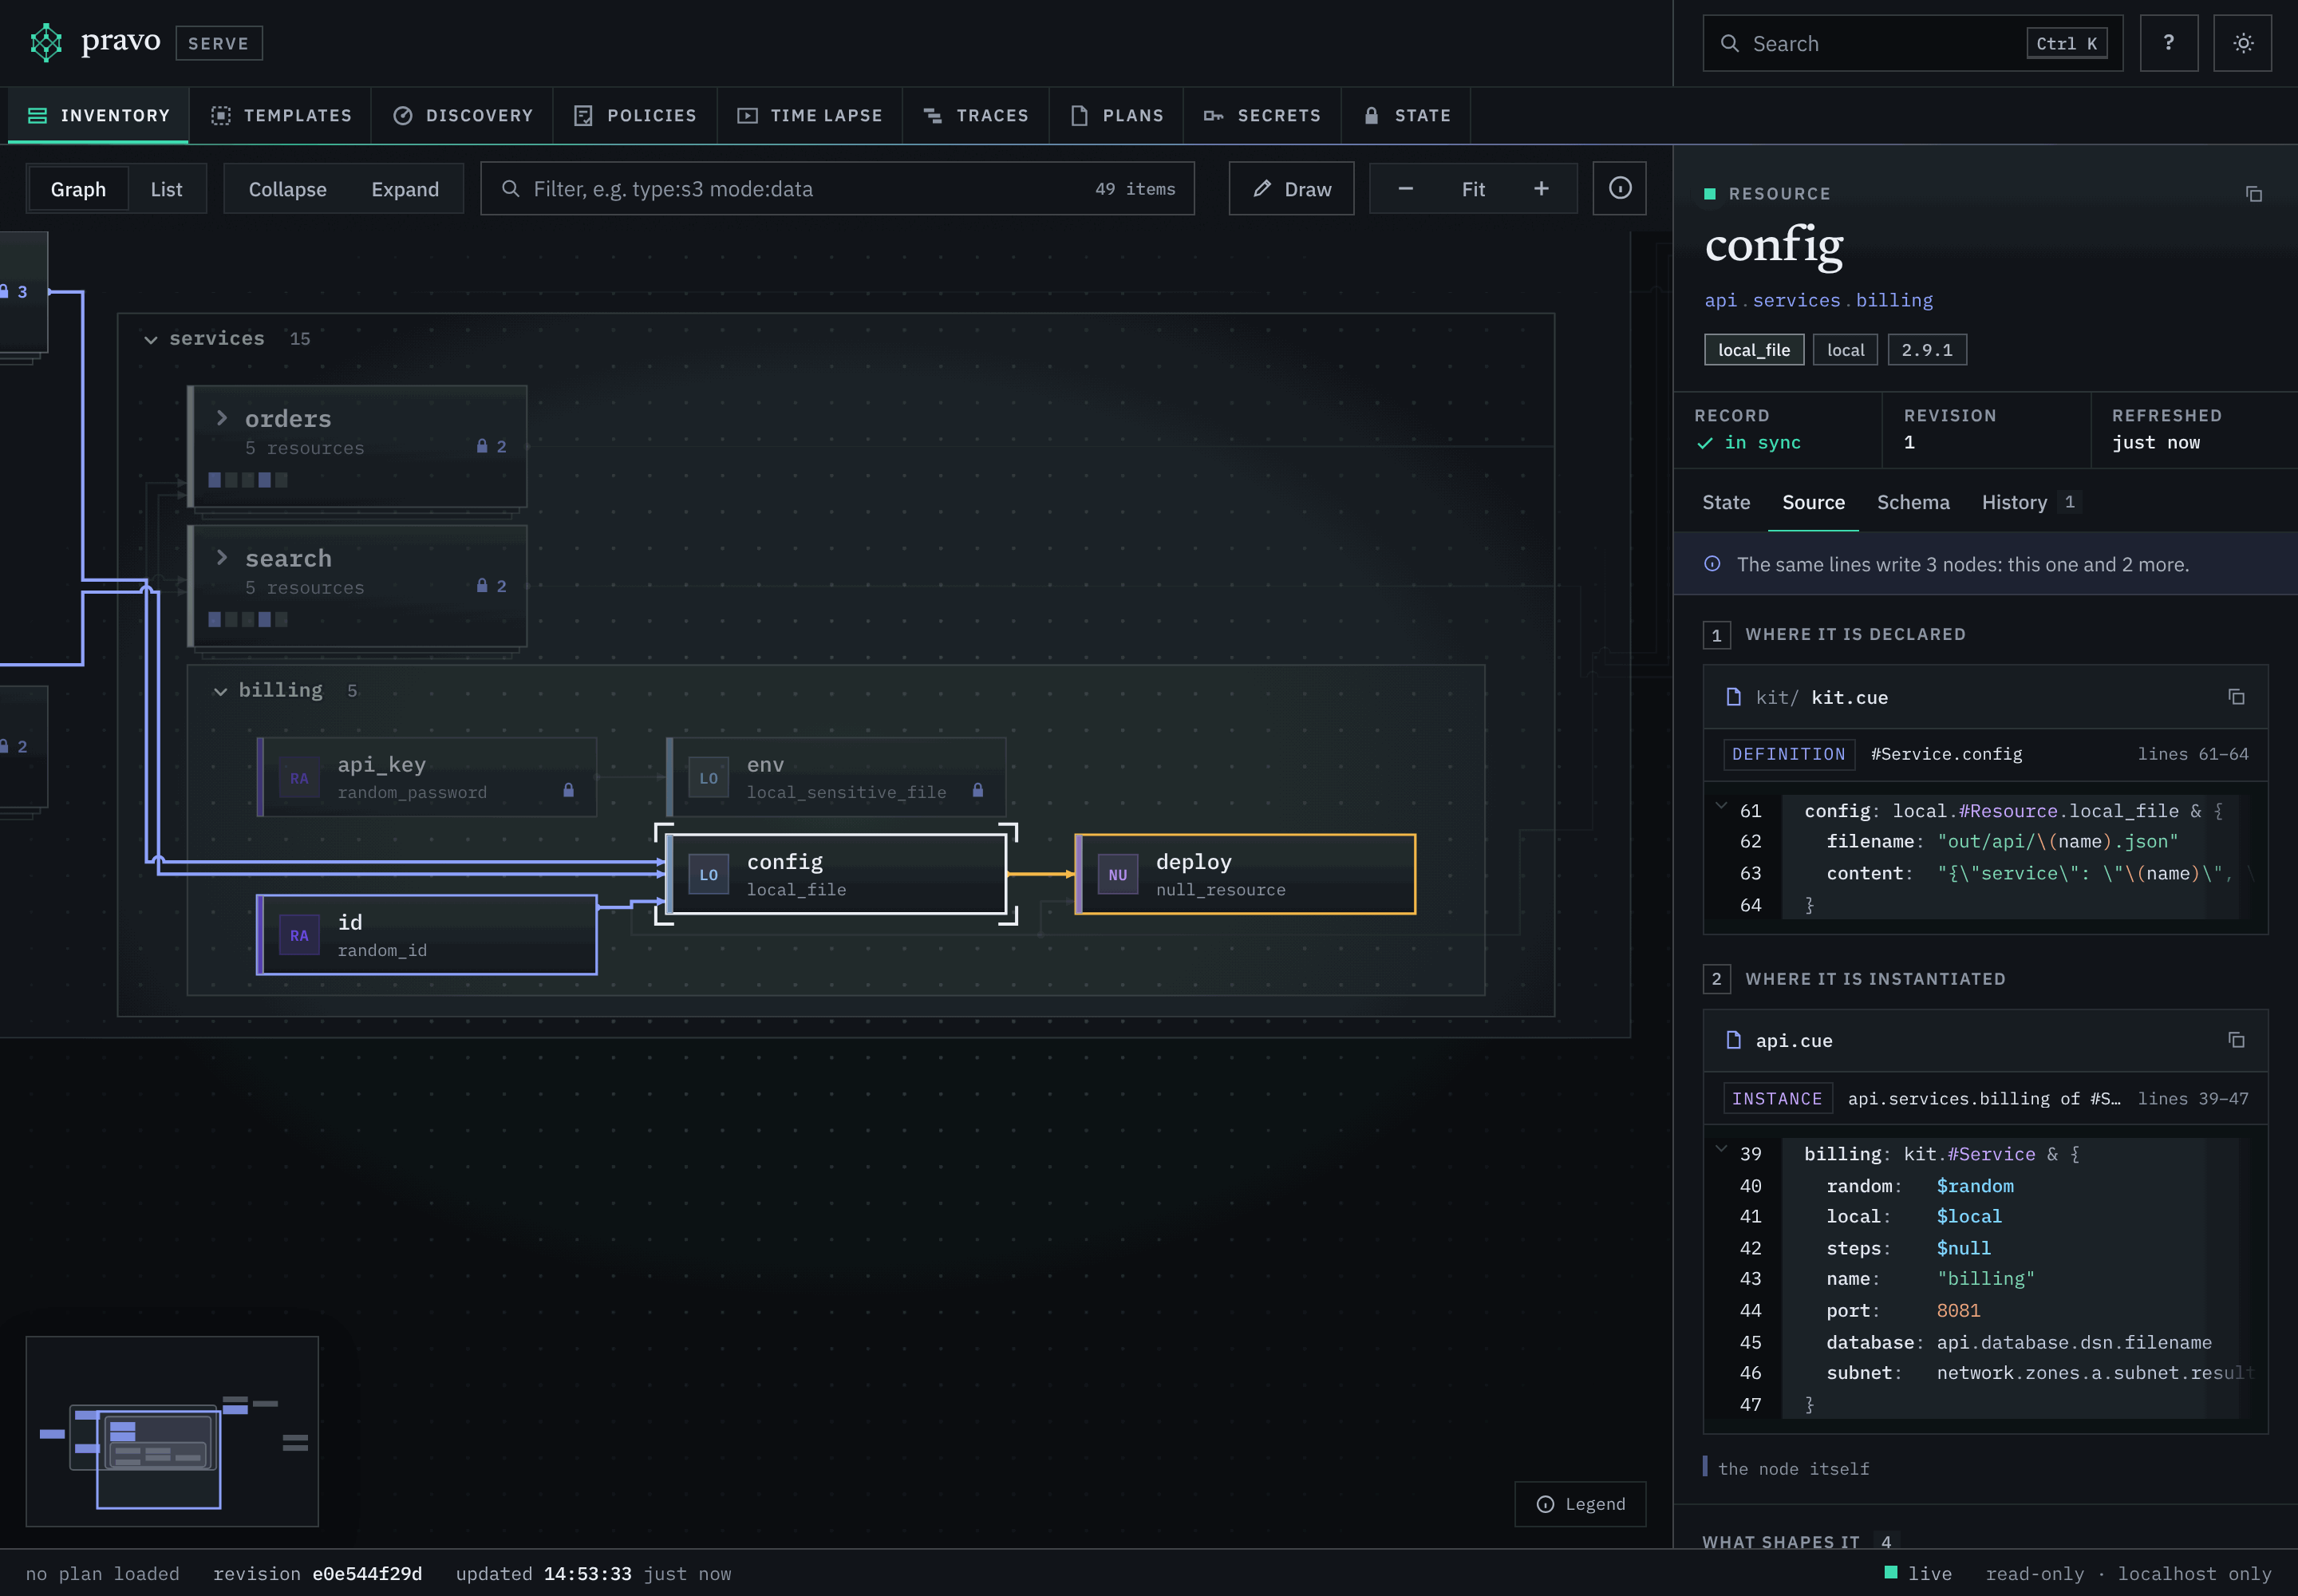 pravo SERVE
Search Ctrl K ?
INVENTORY TEMPLATES DISCOVERY POLICIES TIME LAPSE TRACES PLANS SECRETS STATE
Graph List Collapse Expand Filter, e.g. type:s3 mode:data 49 items Draw − Fit +
3
services 15
orders
5 resources 2
search
5 resources 2
billing 5
2
RA api_key
random_password
LO env
local_sensitive_file
LO config
local_file
NU deploy
null_resource
RA id
random_id
Legend
RESOURCE
config
api.services.billing
local_file local 2.9.1
RECORD REVISION REFRESHED
in sync 1 just now
State Source Schema History 1
The same lines write 3 nodes: this one and 2 more.
1 WHERE IT IS DECLARED
kit/ kit.cue
DEFINITION #Service.config lines 61–64
61 config: local.#Resource.local_file & {
62 filename: "out/api/\(name).json"
63 content: "{\"service\": \"\(name)\", \
64 }
2 WHERE IT IS INSTANTIATED
api.cue
INSTANCE api.services.billing of #S… lines 39–47
39 billing: kit.#Service & {
40 random: $random
41 local: $local
42 steps: $null
43 name: "billing"
44 port: 8081
45 database: api.database.dsn.filename
46 subnet: network.zones.a.subnet.result
47 }
the node itself
WHAT SHAPES IT 4
no plan loaded revision e0e544f29d updated 14:53:33 just now live read-only · localhost only